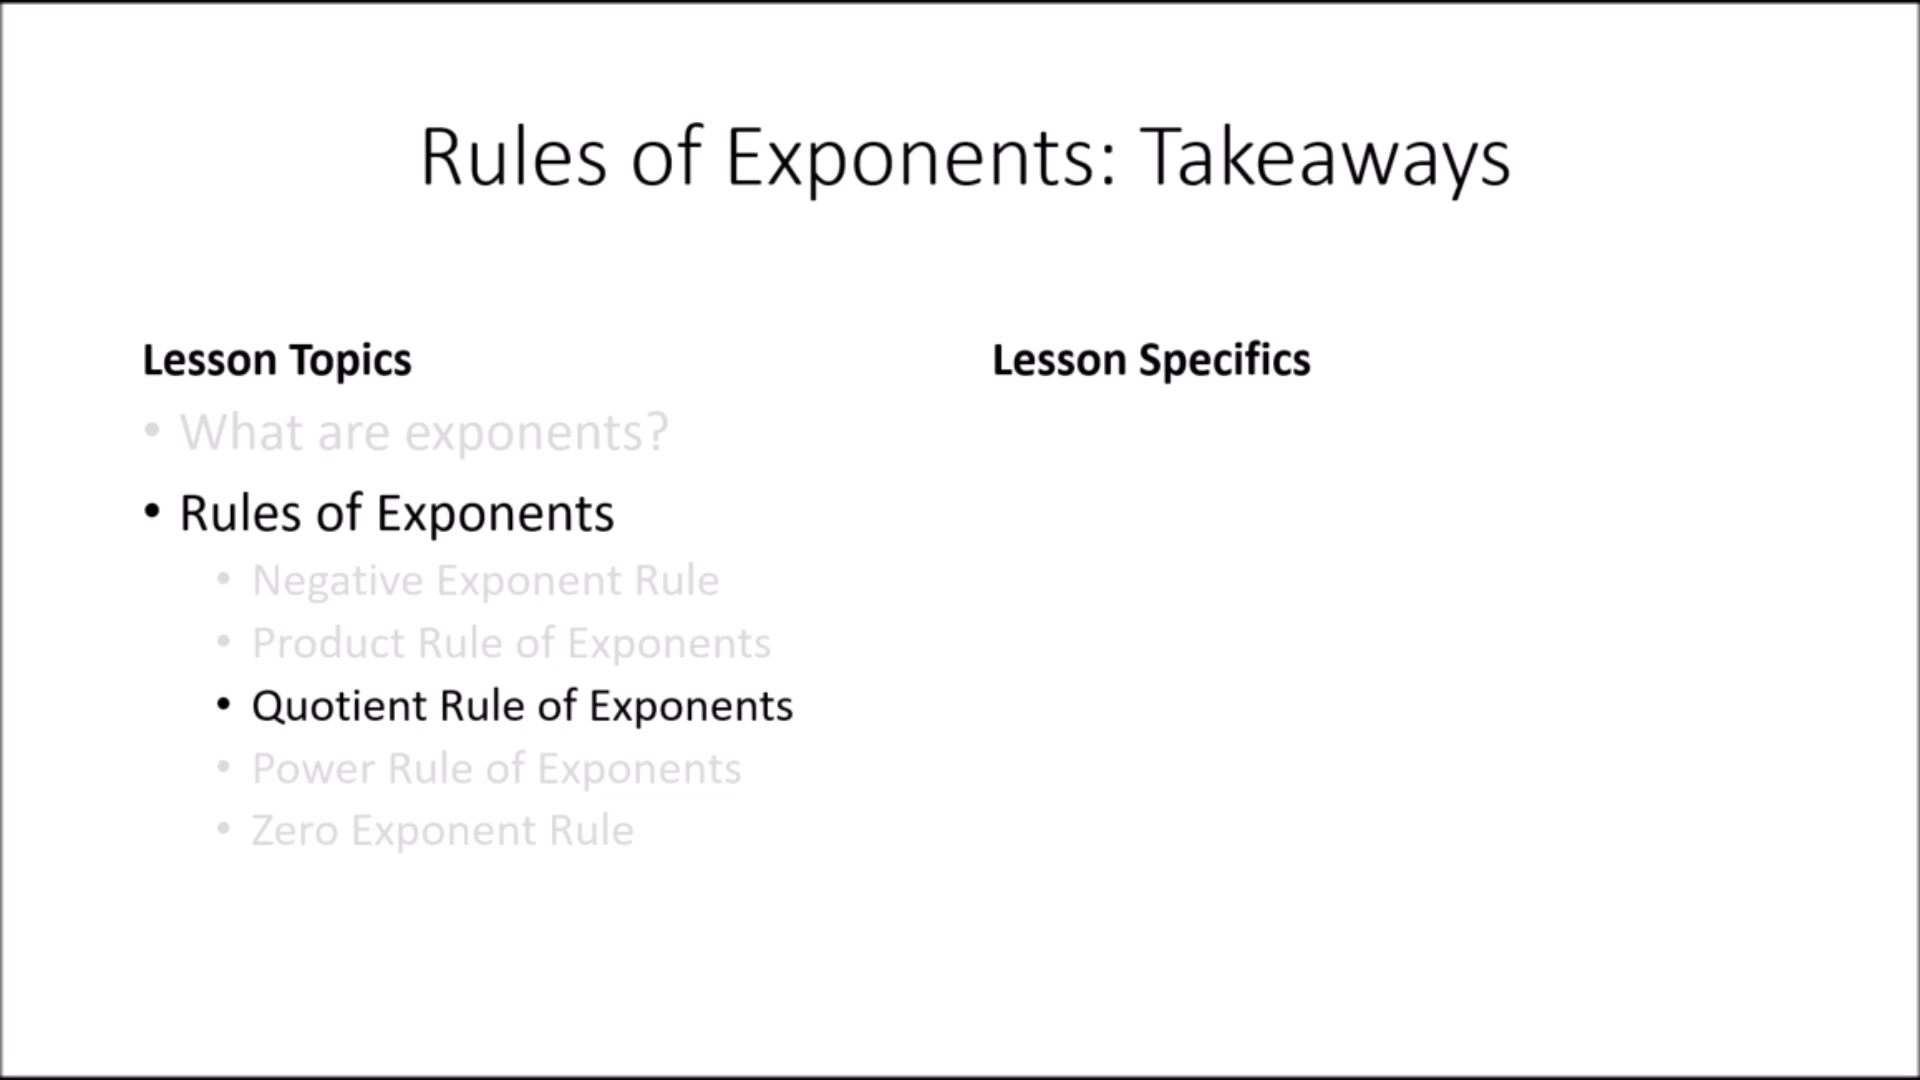 Rules of Exponents: Takeaways
Lesson Topics
• What are exponents?
• Rules of Exponents
• Negative Exponent Rule
• Product Rule of Exponents
• Quotient Rule of Exponents
• Power Rule of Exponents
• Zero Exponent Rule
Lesson Specifics